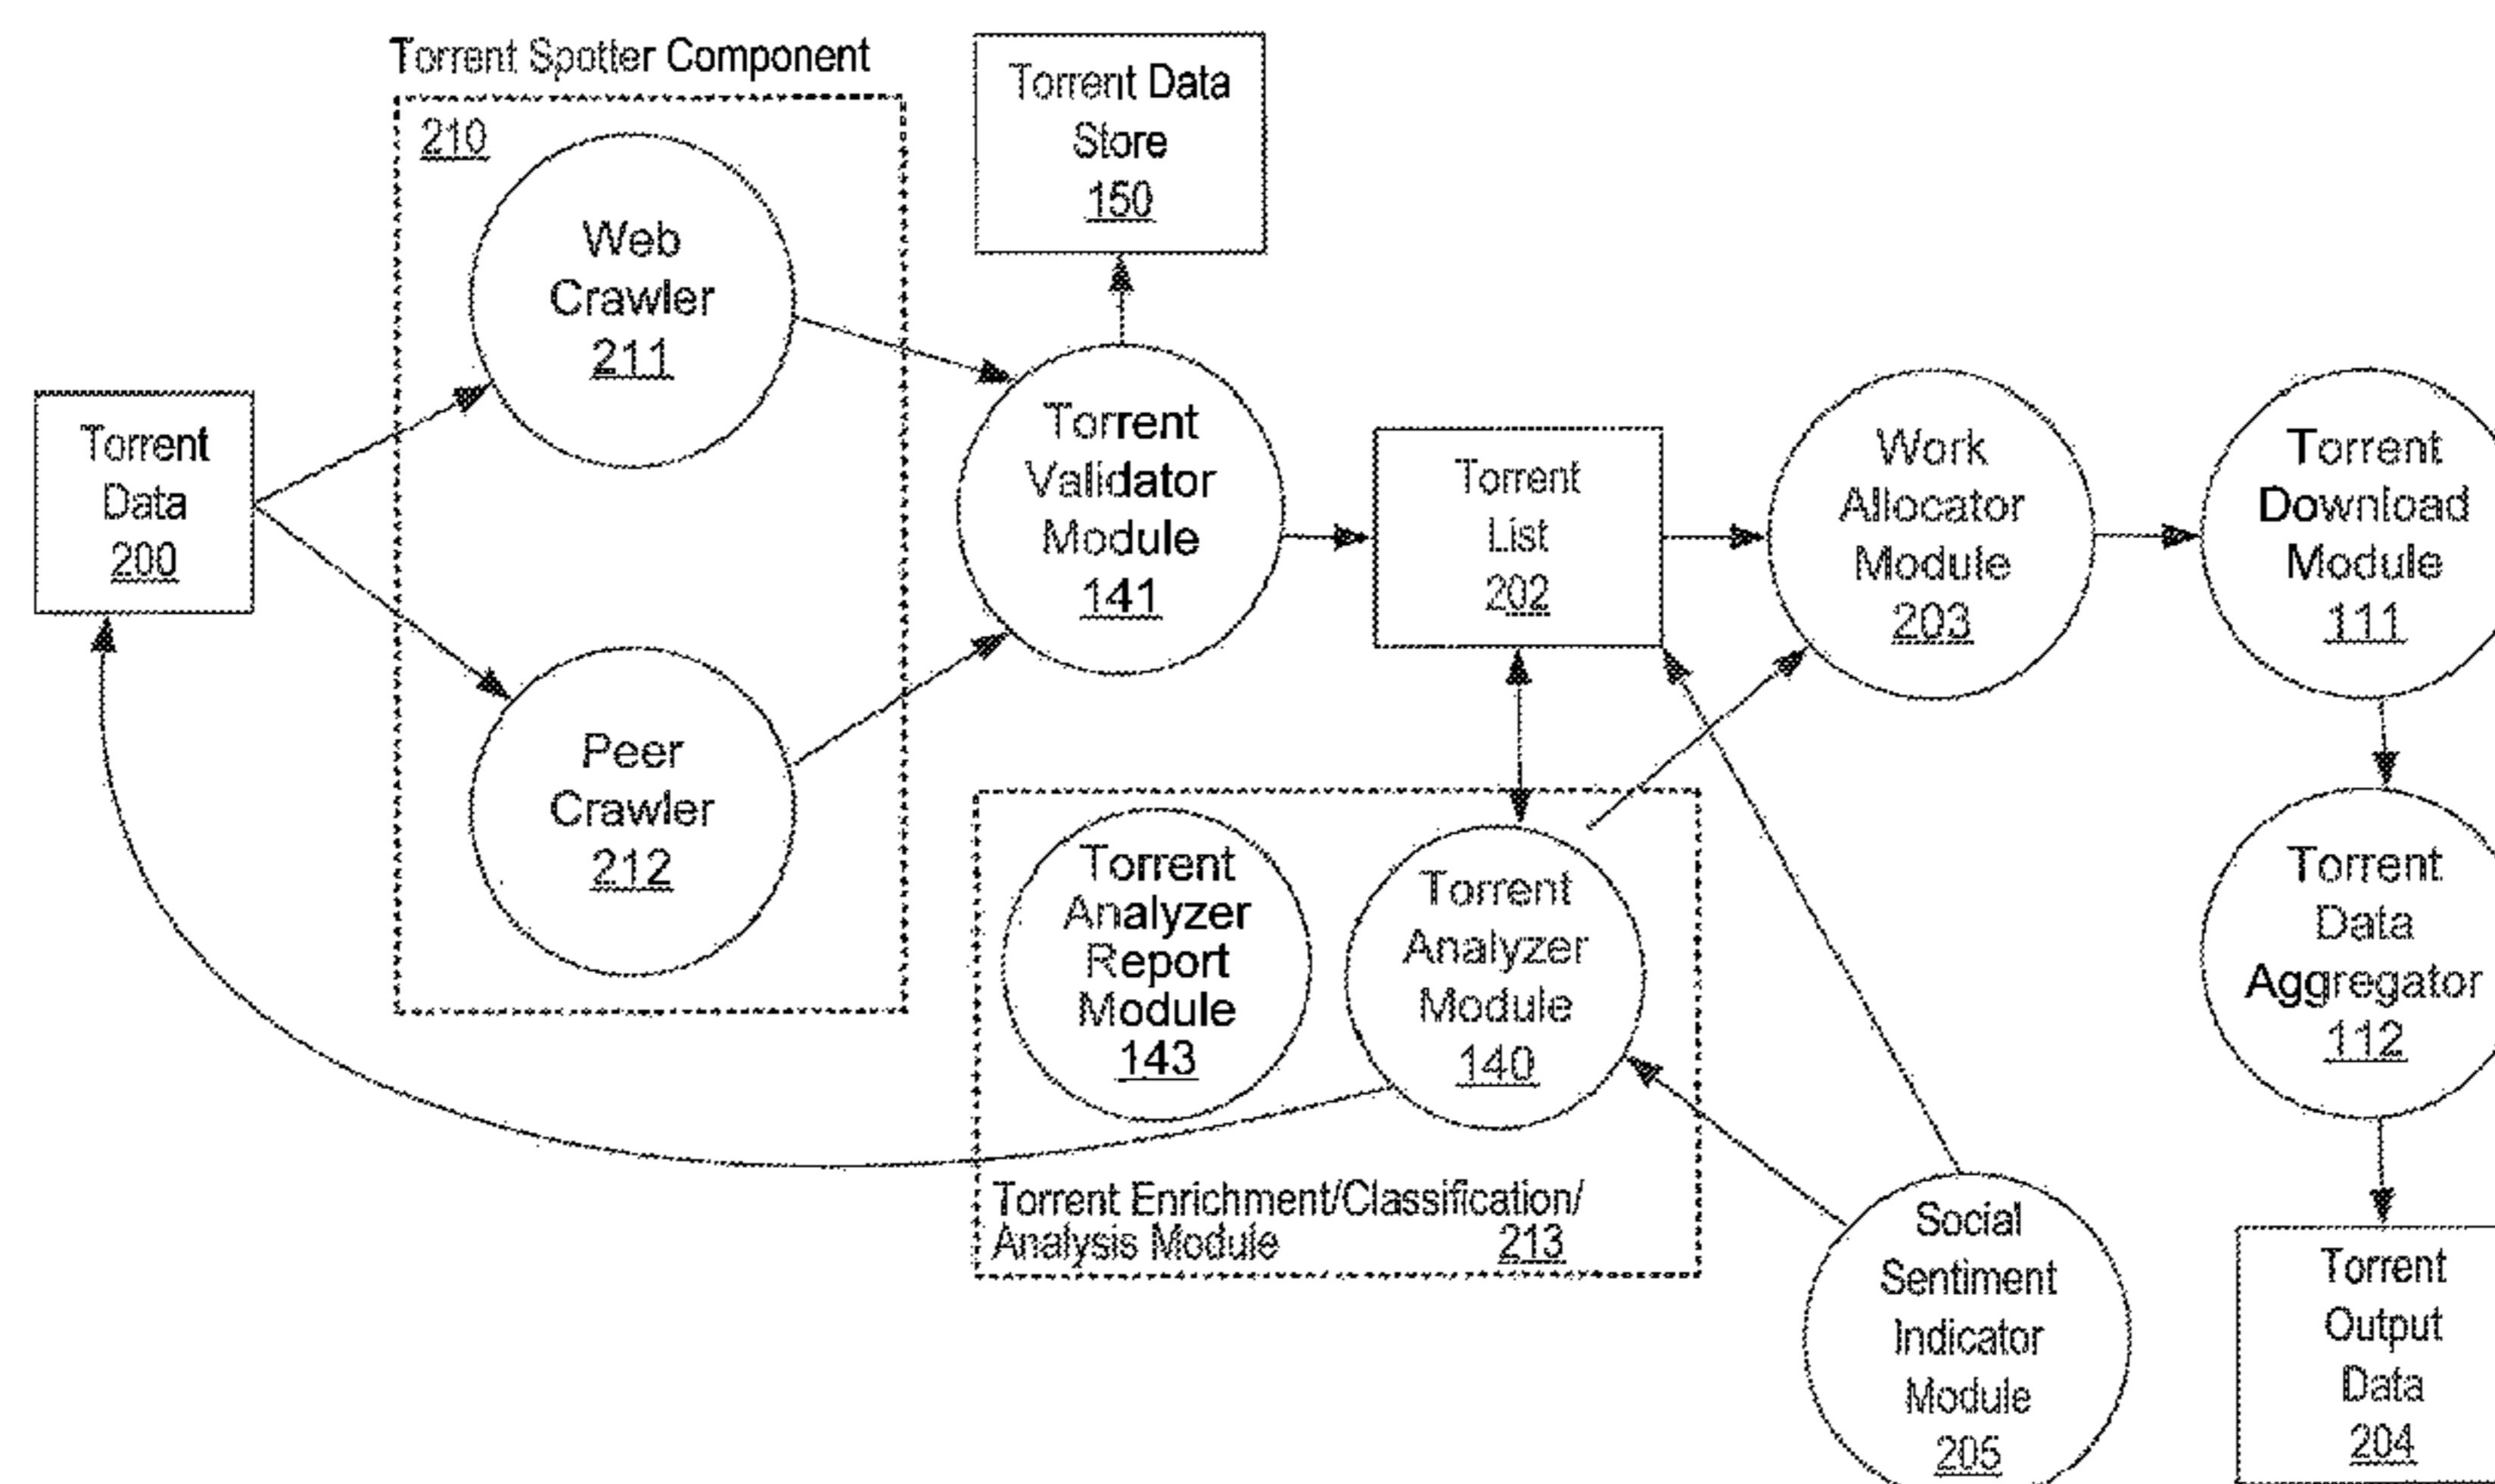 Torrent Spotter Component
210
Web
Crawler
211
Peer
Crawler
212
Torrent
Data
200
Torrent Data
Store
150
Torrent
Validator
Module
141
Torrent
List
202
Work
Allocator
Module
203
Torrent
Download
Module
111
Torrent
Analyzer
Report
Module
143
Torrent
Analyzer
Module
140
Torrent Enrichment/Classification/
Analysis Module 213
Torrent
Data
Aggregator
112
Social
Sentiment
Indicator
Module
205
Torrent
Output
Data
204